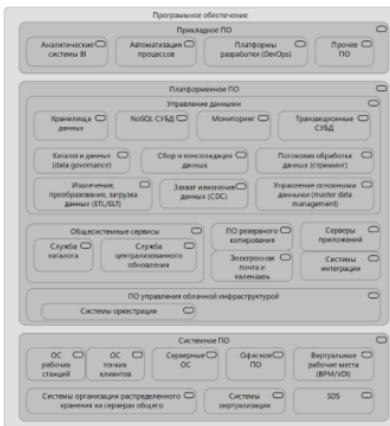 Программное обеспечение
Прикладное ПО
Аналитические системы BI
Автоматизация процессов
Платформы разработки (DevOps)
Прочее ПО
Платформенное ПО
Управление данными
Хранилища данных
NoSQL СУБД
Мониторинг
Транзакционные СУБД
Каталоги данных (data governance)
Сбор и консолидация данных
Потоковая обработка данных (стриминг)
Извлечение, преобразование, загрузка данных (ETL/ELT)
Захват изменения данных (CDC)
Управление основными данными (master data management)
Общесистемные сервисы
Служба каталога
Служба централизованного обновления
ПО резервного копирования
Серверы приложений
Электронная почта и календарь
Системы интеграции
ПО управления облачной инфраструктурой
Системы оркестрации
Системное ПО
ОС рабочих станций
ОС тонких клиентов
Серверные ОС
Офисное ПО
Виртуальные рабочие места (ВРМ/VDI)
Системы организации распределенного хранения на серверах общего
Системы виртуализации
SDS